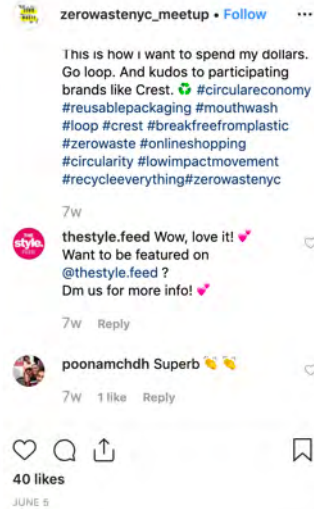 zerowastenyc_meetup • Follow
This is how I want to spend my dollars.
Go loop. And kudos to participating
brands like Crest. ♻️ #circulareconomy
#reusablepackaging #mouthwash
#loop #crest #breakfreefromplastic
#zerowaste #onlineshopping
#circularity #lowimpactmovement
#recycleeverything#zerowastenyc
7w
THE
style.
FEED
thestyle.feed Wow, love it! 💕
Want to be featured on
@thestyle.feed ?
Dm us for more info! 💕
7w Reply
poonamchdh Superb 👏 👏
7w 1 like Reply
40 likes
JUNE 5